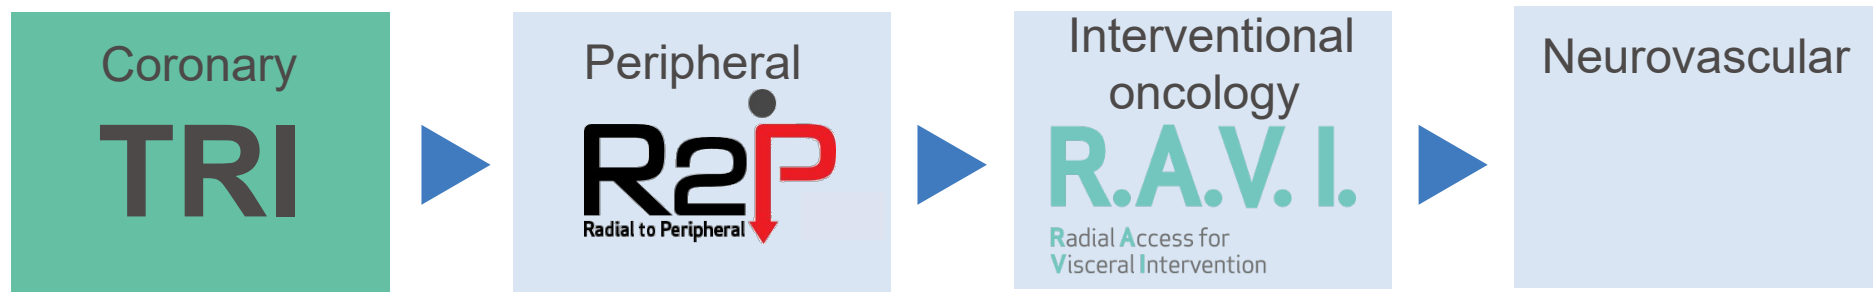 Coronary
TRI
Peripheral
R2P
Radial to Peripheral
Interventional
oncology
R.A.V.I.
Radial Access for
Visceral Intervention
Neurovascular